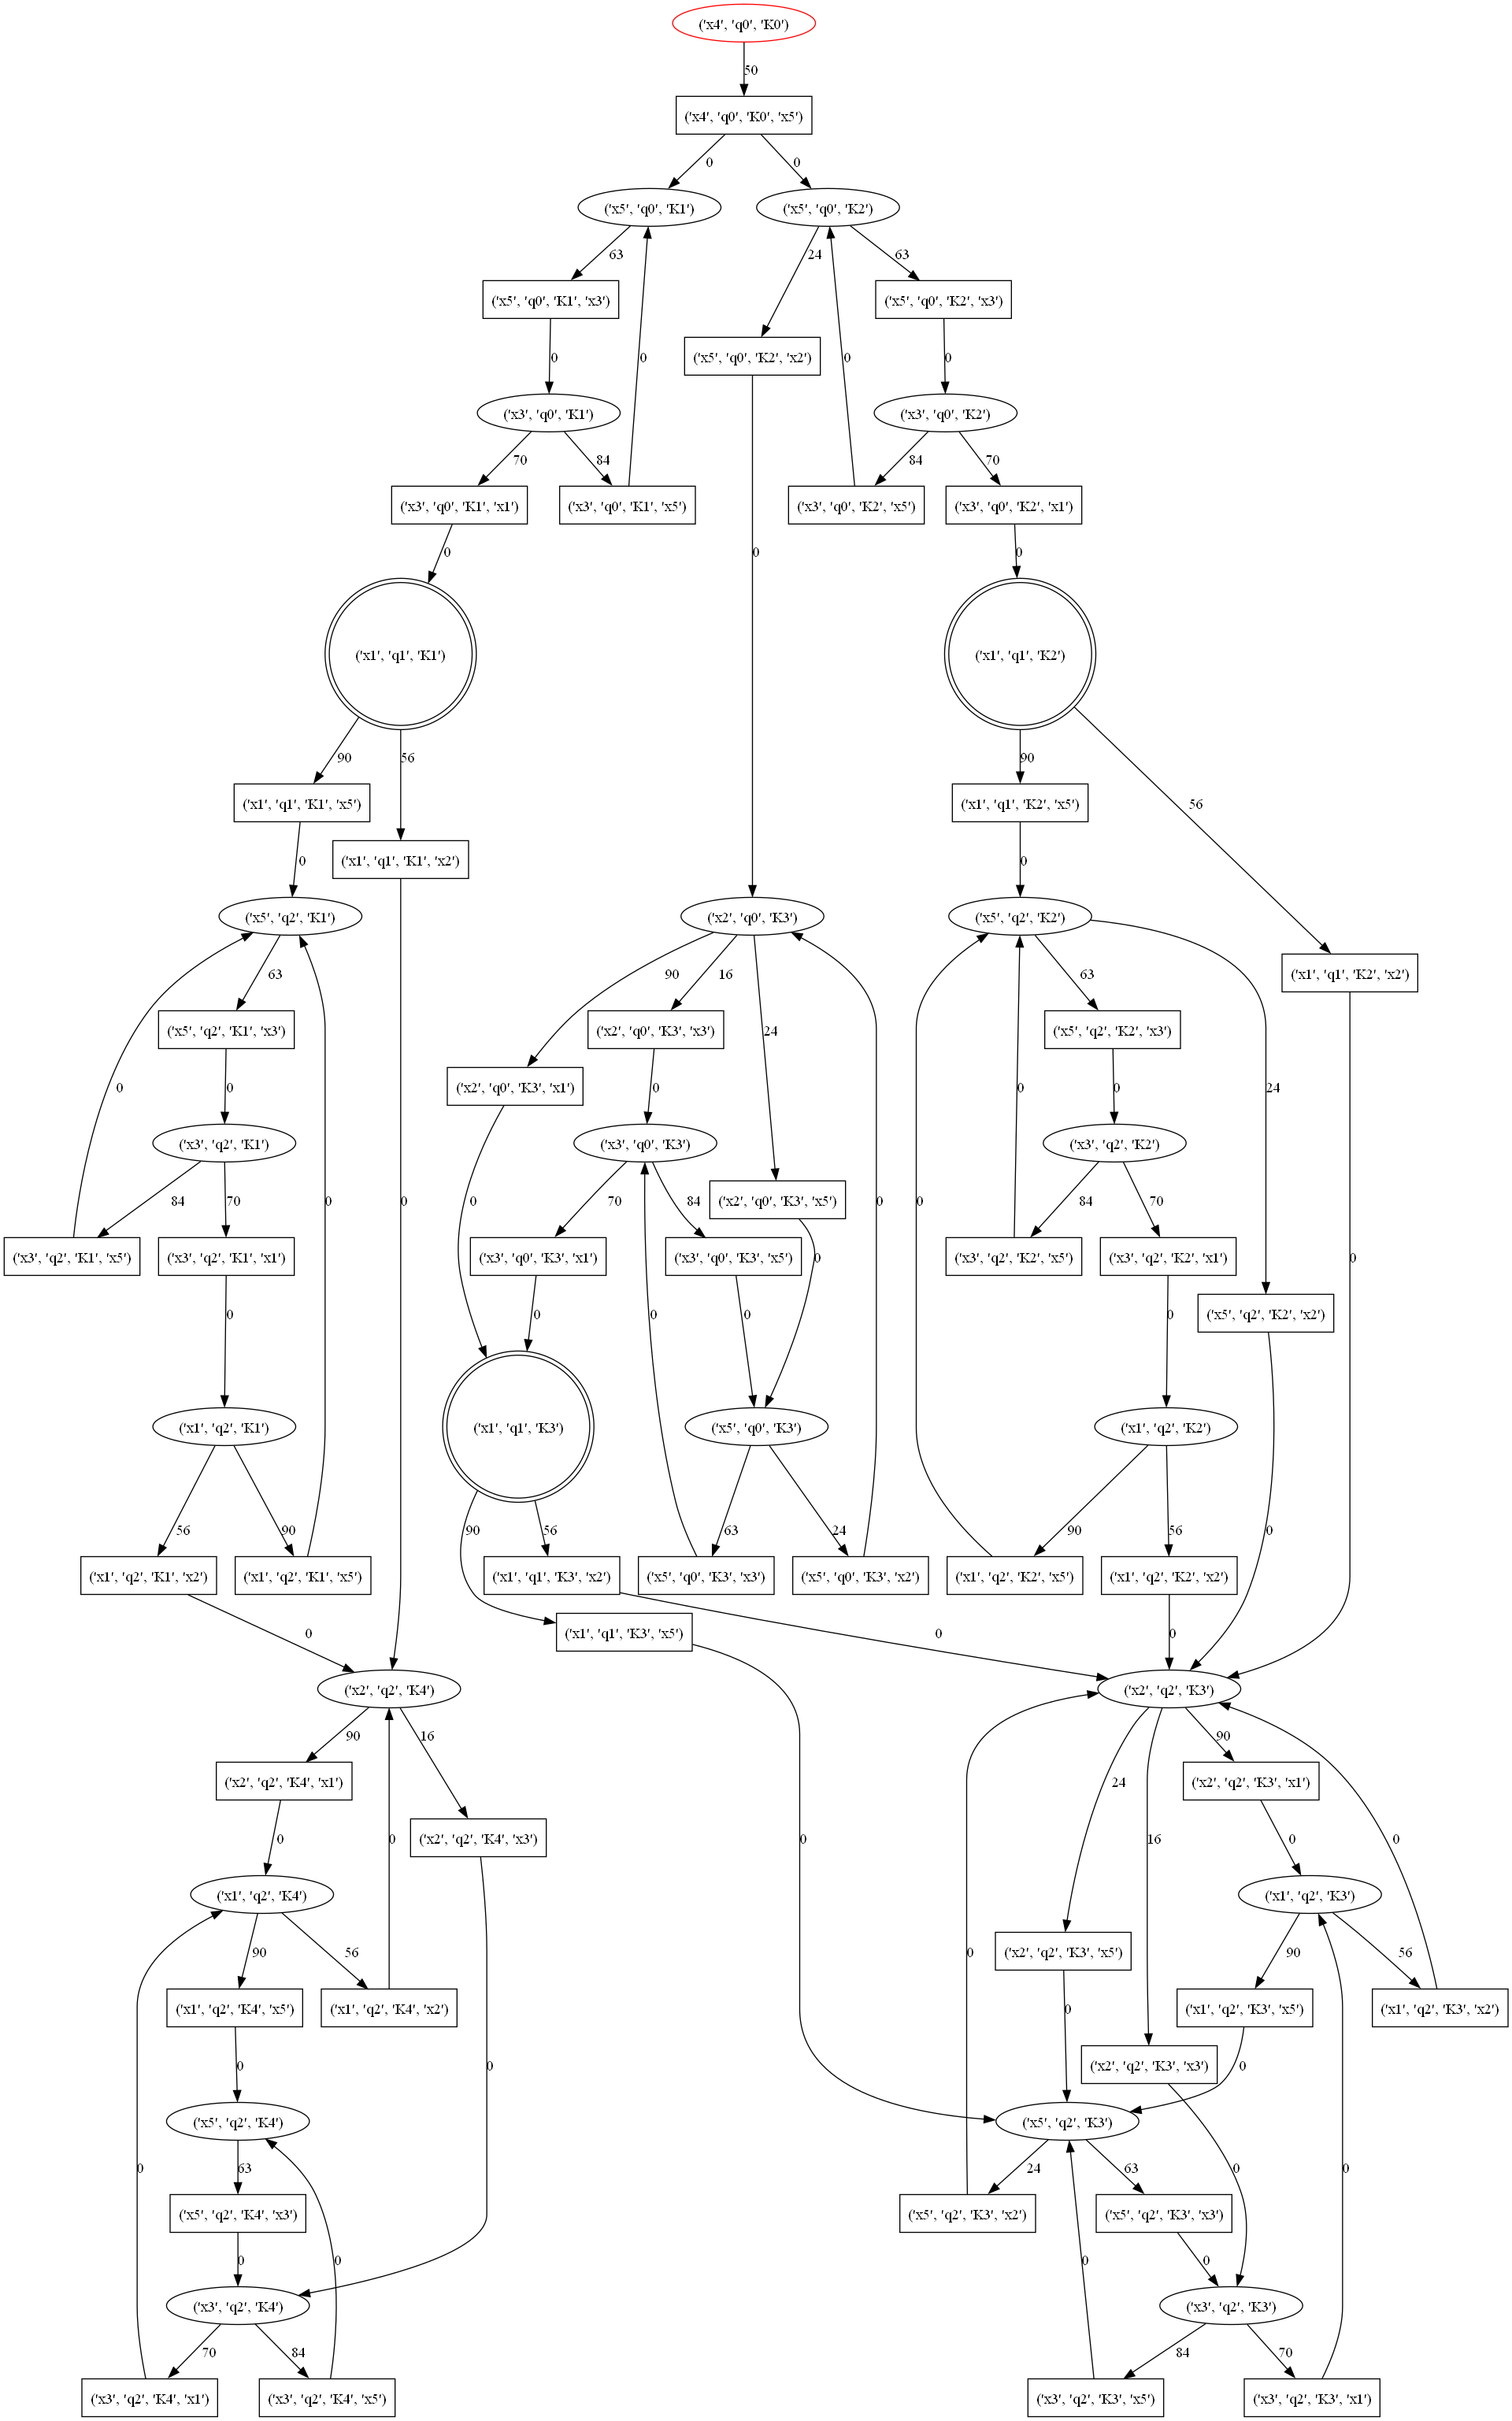 ('x4', 'q0', 'K0')
50
('x4', 'q0', 'K0', 'x5')
0 0
('x5', 'q0', 'K1') ('x5', 'q0', 'K2')
63 24 63
('x5', 'q0', 'K1', 'x3') ('x5', 'q0', 'K2', 'x3')
('x5', 'q0', 'K2', 'x2')
0 0 0 0
('x3', 'q0', 'K1') ('x3', 'q0', 'K2')
70 84 84 70
('x3', 'q0', 'K1', 'x1') ('x3', 'q0', 'K1', 'x5') ('x3', 'q0', 'K2', 'x5') ('x3', 'q0', 'K2', 'x1')
0 0 0
('x1', 'q1', 'K1') ('x1', 'q1', 'K2')
90 56 90
56
('x1', 'q1', 'K1', 'x5') ('x1', 'q1', 'K2', 'x5')
('x1', 'q1', 'K1', 'x2')
0 0
('x5', 'q2', 'K1') ('x2', 'q0', 'K3') ('x5', 'q2', 'K2')
63 90 16 63
('x1', 'q1', 'K2', 'x2')
('x5', 'q2', 'K1', 'x3') ('x2', 'q0', 'K3', 'x3') 24 ('x5', 'q2', 'K2', 'x3')
0 0 ('x2', 'q0', 'K3', 'x1') 0 0 0 24
('x3', 'q2', 'K1') ('x3', 'q0', 'K3') ('x3', 'q2', 'K2')
84 70 0 0 0 70 84 ('x2', 'q0', 'K3', 'x5') 0 0 84 70
('x3', 'q2', 'K1', 'x5') ('x3', 'q2', 'K1', 'x1') ('x3', 'q0', 'K3', 'x1') ('x3', 'q0', 'K3', 'x5') 0 ('x3', 'q2', 'K2', 'x5') ('x3', 'q2', 'K2', 'x1') 0
0 0 0 0 0 ('x5', 'q2', 'K2', 'x2')
('x1', 'q2', 'K1') ('x1', 'q1', 'K3') ('x5', 'q0', 'K3') ('x1', 'q2', 'K2')
56 90 90 56 63 24 90 56 0
('x1', 'q2', 'K1', 'x2') ('x1', 'q2', 'K1', 'x5') ('x1', 'q1', 'K3', 'x2') ('x5', 'q0', 'K3', 'x3') ('x5', 'q0', 'K3', 'x2') ('x1', 'q2', 'K2', 'x5') ('x1', 'q2', 'K2', 'x2')
0 ('x1', 'q1', 'K3', 'x5') 0 0
('x2', 'q2', 'K4') ('x2', 'q2', 'K3')
90 16 90
('x2', 'q2', 'K4', 'x1') 24 ('x2', 'q2', 'K3', 'x1')
0 0 ('x2', 'q2', 'K4', 'x3') 0 16 0 0
('x1', 'q2', 'K4') ('x1', 'q2', 'K3')
90 56 0 ('x2', 'q2', 'K3', 'x5') 90 56
('x1', 'q2', 'K4', 'x5') ('x1', 'q2', 'K4', 'x2') 0 ('x1', 'q2', 'K3', 'x5') ('x1', 'q2', 'K3', 'x2')
0 0 ('x2', 'q2', 'K3', 'x3') 0
('x5', 'q2', 'K4') ('x5', 'q2', 'K3')
0 63 24 63 0 0
('x5', 'q2', 'K4', 'x3') ('x5', 'q2', 'K3', 'x2') ('x5', 'q2', 'K3', 'x3')
0 0 0 0
('x3', 'q2', 'K4') ('x3', 'q2', 'K3')
70 84 84 70
('x3', 'q2', 'K4', 'x1') ('x3', 'q2', 'K4', 'x5') ('x3', 'q2', 'K3', 'x5') ('x3', 'q2', 'K3', 'x1')